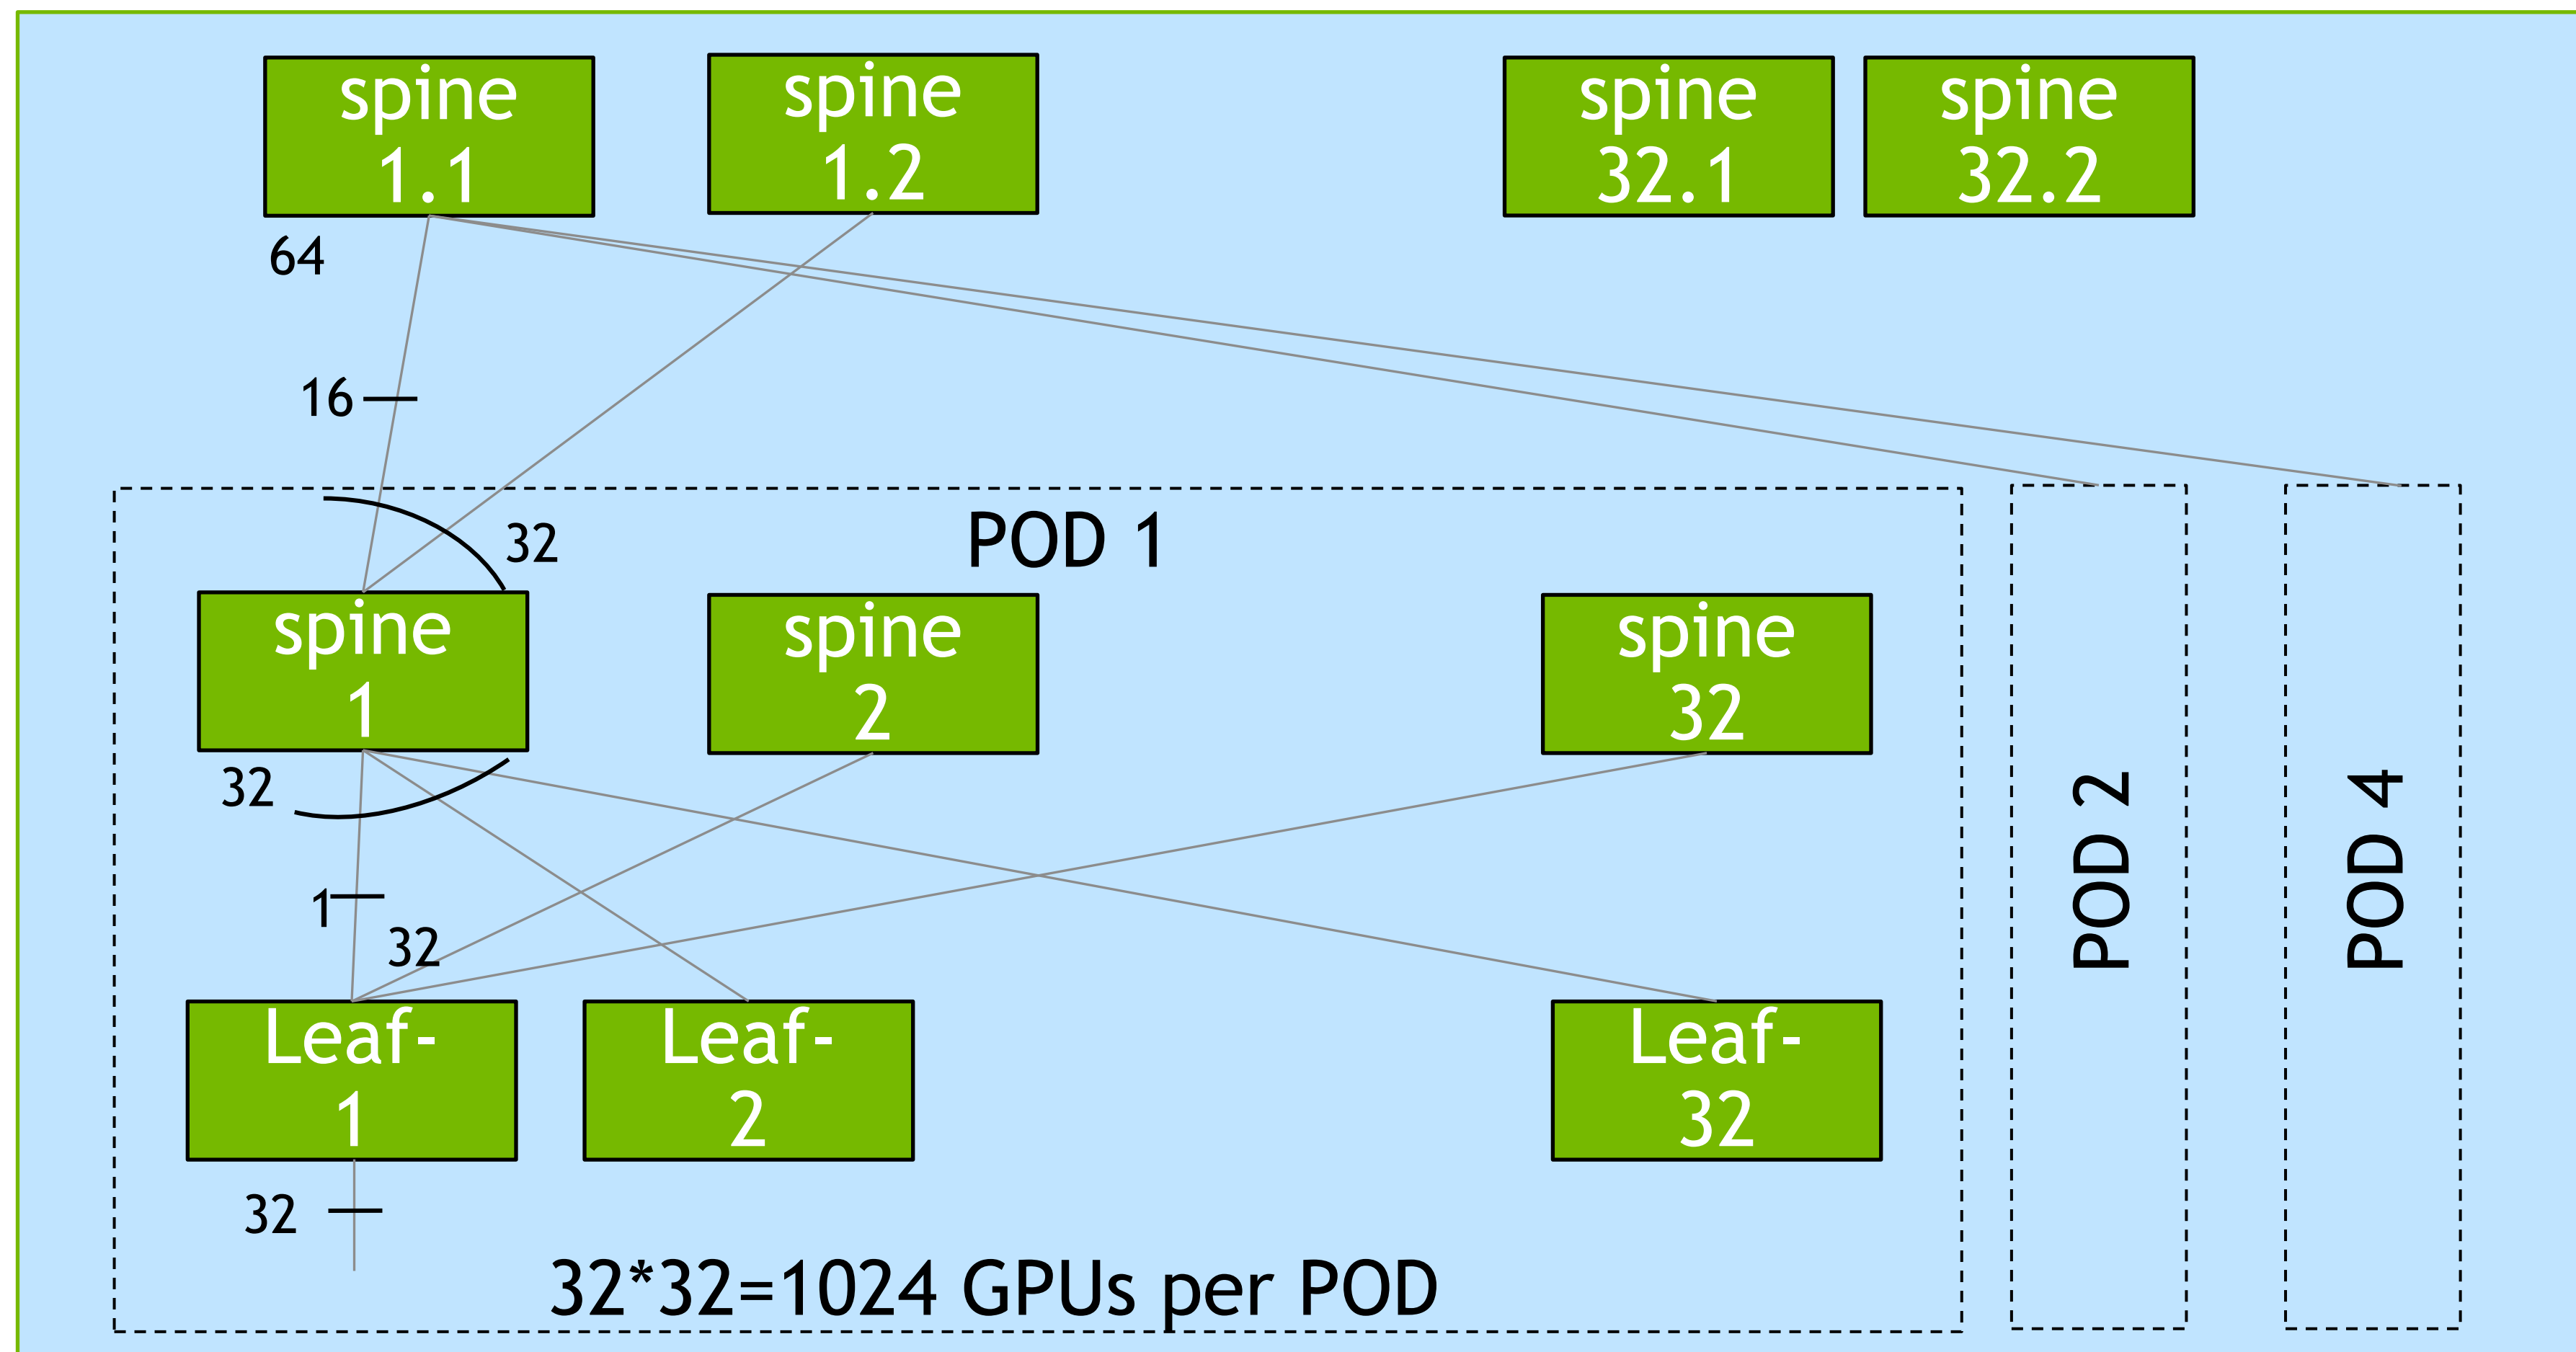 spine
1.1
spine
1.2
spine
32.1
spine
32.2
64
16
32
POD 1
spine
1
spine
2
spine
32
32
1
32
Leaf-
1
Leaf-
2
Leaf-
32
32
32*32=1024 GPUs per POD
POD 2
POD 4